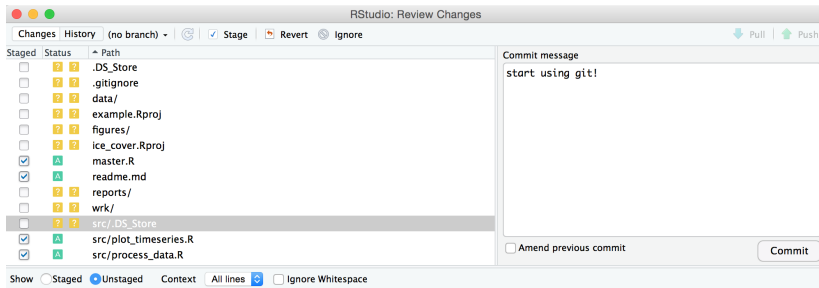 RStudio: Review Changes
Changes History (no branch) Stage Revert Ignore Pull Push
Staged Status Path Commit message
? ? .DS_Store
start using git!
? ? .gitignore
? ? data/
? ? example.Rproj
? ? figures/
? ? ice_cover.Rproj
A master.R
A readme.md
? ? reports/
? ? wrk/
? ? src/.DS_Store
A src/plot_timeseries.R
Amend previous commit Commit
A src/process_data.R
Show Staged Unstaged Context All lines Ignore Whitespace